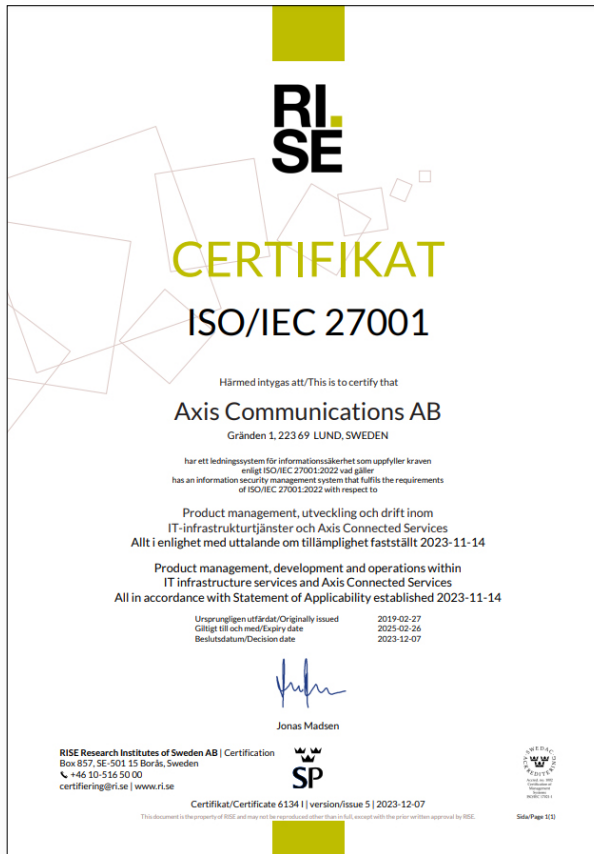 RI.
SE
CERTIFIKAT
ISO/IEC 27001
Härmed intygas att/This is to certify that
Axis Communications AB
Gränden 1, 223 69 LUND, SWEDEN
har ett ledningssystem för informationssäkerhet som uppfyller kraven
enligt ISO/IEC 27001:2022 vad gäller
has an information security management system that fulfils the requirements
of ISO/IEC 27001:2022 with respect to
Product management, utveckling och drift inom
IT-infrastrukturtjänster och Axis Connected Services
Allt i enlighet med uttalande om tillämplighet fastställt 2023-11-14
Product management, development and operations within
IT infrastructure services and Axis Connected Services
All in accordance with Statement of Applicability established 2023-11-14
Ursprungligen utfärdat/Originally issued 2019-02-27
Giltigt till och med/Expiry date 2025-02-26
Beslutsdatum/Decision date 2023-12-07
Jonas Madsen
RISE Research Institutes of Sweden AB | Certification
Box 857, SE-501 15 Borås, Sweden
+46 10-516 50 00
certifiering@ri.se | www.ri.se
SP
SWEDAC
ACKREDITERING
Certification of
Management
Systems
Certifikat/Certificate 6134 I | version/issue 5 | 2023-12-07
This document is the property of RISE and may not be reproduced other than in full, except with the prior written approval by RISE.
Sida/Page 1(1)